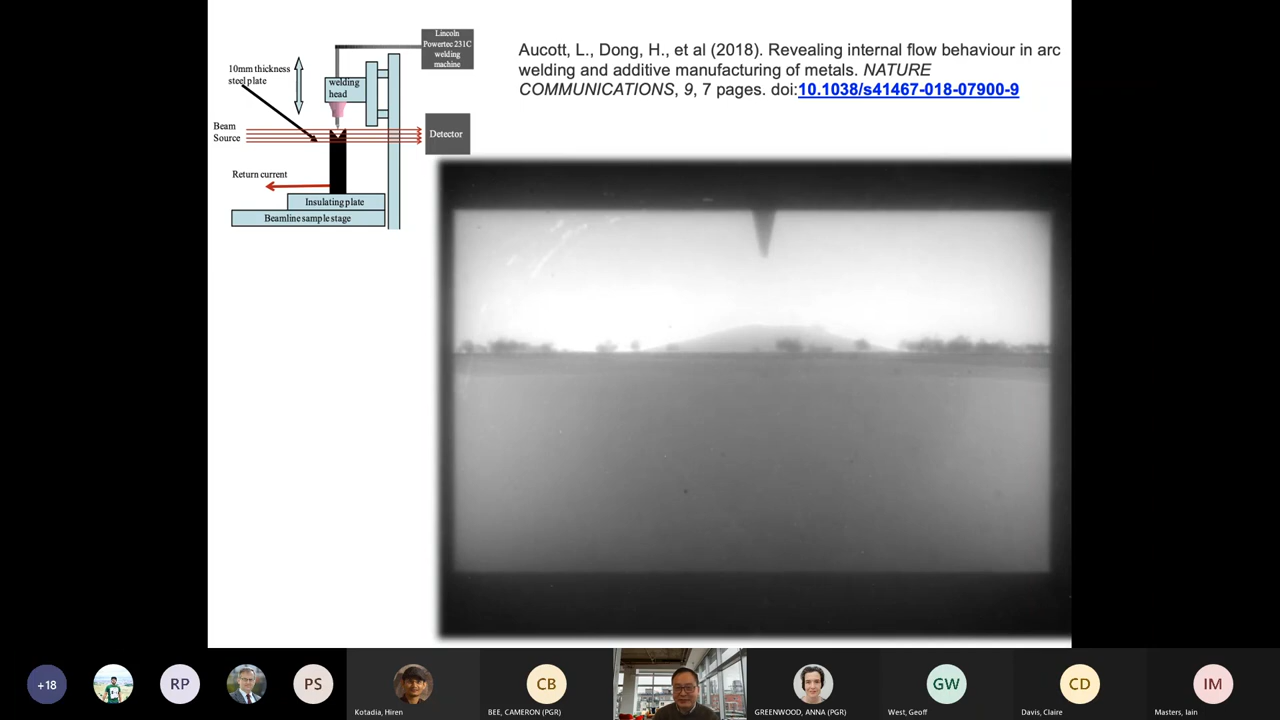 Lincoln
Powertec 231C
welding
machine
10mm thickness
steel plate
welding
head
Beam
Source
Detector
Return current
Insulating plate
Beamline sample stage
Aucott, L., Dong, H., et al (2018). Revealing internal flow behaviour in arc
welding and additive manufacturing of metals. NATURE
COMMUNICATIONS, 9, 7 pages. doi:10.1038/s41467-018-07900-9
+18
RP
PS
Kotadia, Hiren
CB
BEE, CAMERON (PGR)
GREENWOOD, ANNA (PGR)
GW
West, Geoff
CD
Davis, Claire
IM
Masters, Iain